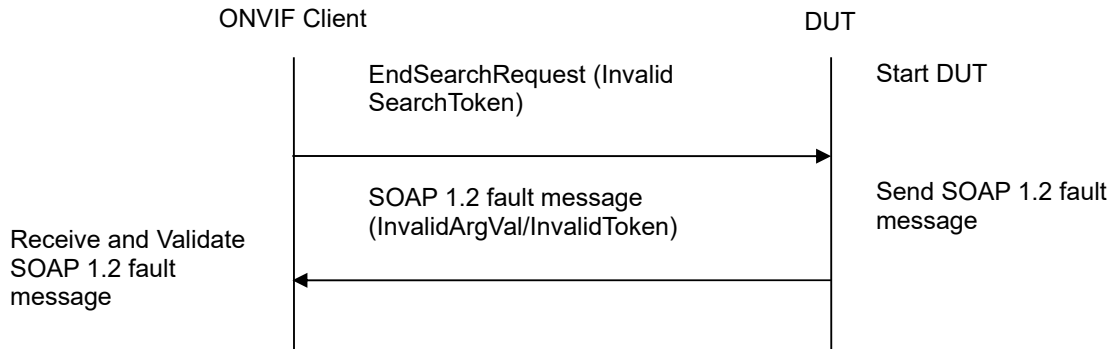 ONVIF Client
DUT
EndSearchRequest (Invalid
SearchToken)
Start DUT
SOAP 1.2 fault message
(InvalidArgVal/InvalidToken)
Send SOAP 1.2 fault
message
Receive and Validate
SOAP 1.2 fault
message